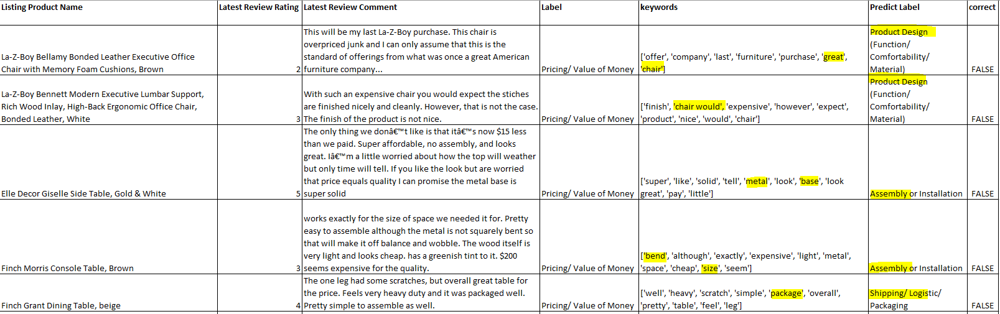 Listing Product Name	Latest Review Rating	Latest Review Comment	Label	keywords	Predict Label	correct
La-Z-Boy Bellamy Bonded Leather Executive Office
Chair with Memory Foam Cushions, Brown
2
This will be my last La-Z-Boy purchase. This chair is
overpriced junk and I can only assume that this is the
standard of offerings from what was once a great American
furniture company...
Pricing/ Value of Money
['offer', 'company', 'last', 'furniture', 'purchase', 'great',
'chair']
Product Design
(Function/
Comfortability/
Material)
FALSE
La-Z-Boy Bennett Modern Executive Lumbar Support,
Rich Wood Inlay, High-Back Ergonomic Office Chair,
Bonded Leather, White
3
With such an expensive chair you would expect the stiches
are finished nicely and cleanly. However, that is not the case.
The finish of the product is not nice.
Pricing/ Value of Money
['finish', 'chair would', 'expensive', 'however', 'expect',
'product', 'nice', 'would', 'chair']
Product Design
(Function/
Comfortability/
Material)
FALSE
Elle Decor Giselle Side Table, Gold & White
5
The only thing we donâ€™t like is that itâ€™s now $15 less
than we paid. Super affordable, no assembly, and looks
great. Iâ€™m a little worried about how the top will weather
but only time will tell. If you like the look but are worried
that price equals quality I can promise the metal base is
super solid
Pricing/ Value of Money
['super', 'like', 'solid', 'tell', 'metal', 'look', 'base', 'look
great', 'pay', 'little']
Assembly or Installation
FALSE
Finch Morris Console Table, Brown
3
works exactly for the size of space we needed it for. Pretty
easy to assemble although the metal is not squarely bent so
that will make it off balance and wobble. The wood itself is
very light and looks cheap. has a greenish tint to it. $200
seems expensive for the quality.
Pricing/ Value of Money
['bend', 'although', 'exactly', 'expensive', 'light', 'metal',
'space', 'cheap', 'size', 'seem']
Assembly or Installation
FALSE
Finch Grant Dining Table, beige
4
The one leg had some scratches, but overall great table for
the price. Feels very heavy duty and it was packaged well.
Pretty simple to assemble as well.
Pricing/ Value of Money
['well', 'heavy', 'scratch', 'simple', 'package', 'overall',
'pretty', 'table', 'feel', 'leg']
Shipping/ Logistic/
Packaging
FALSE